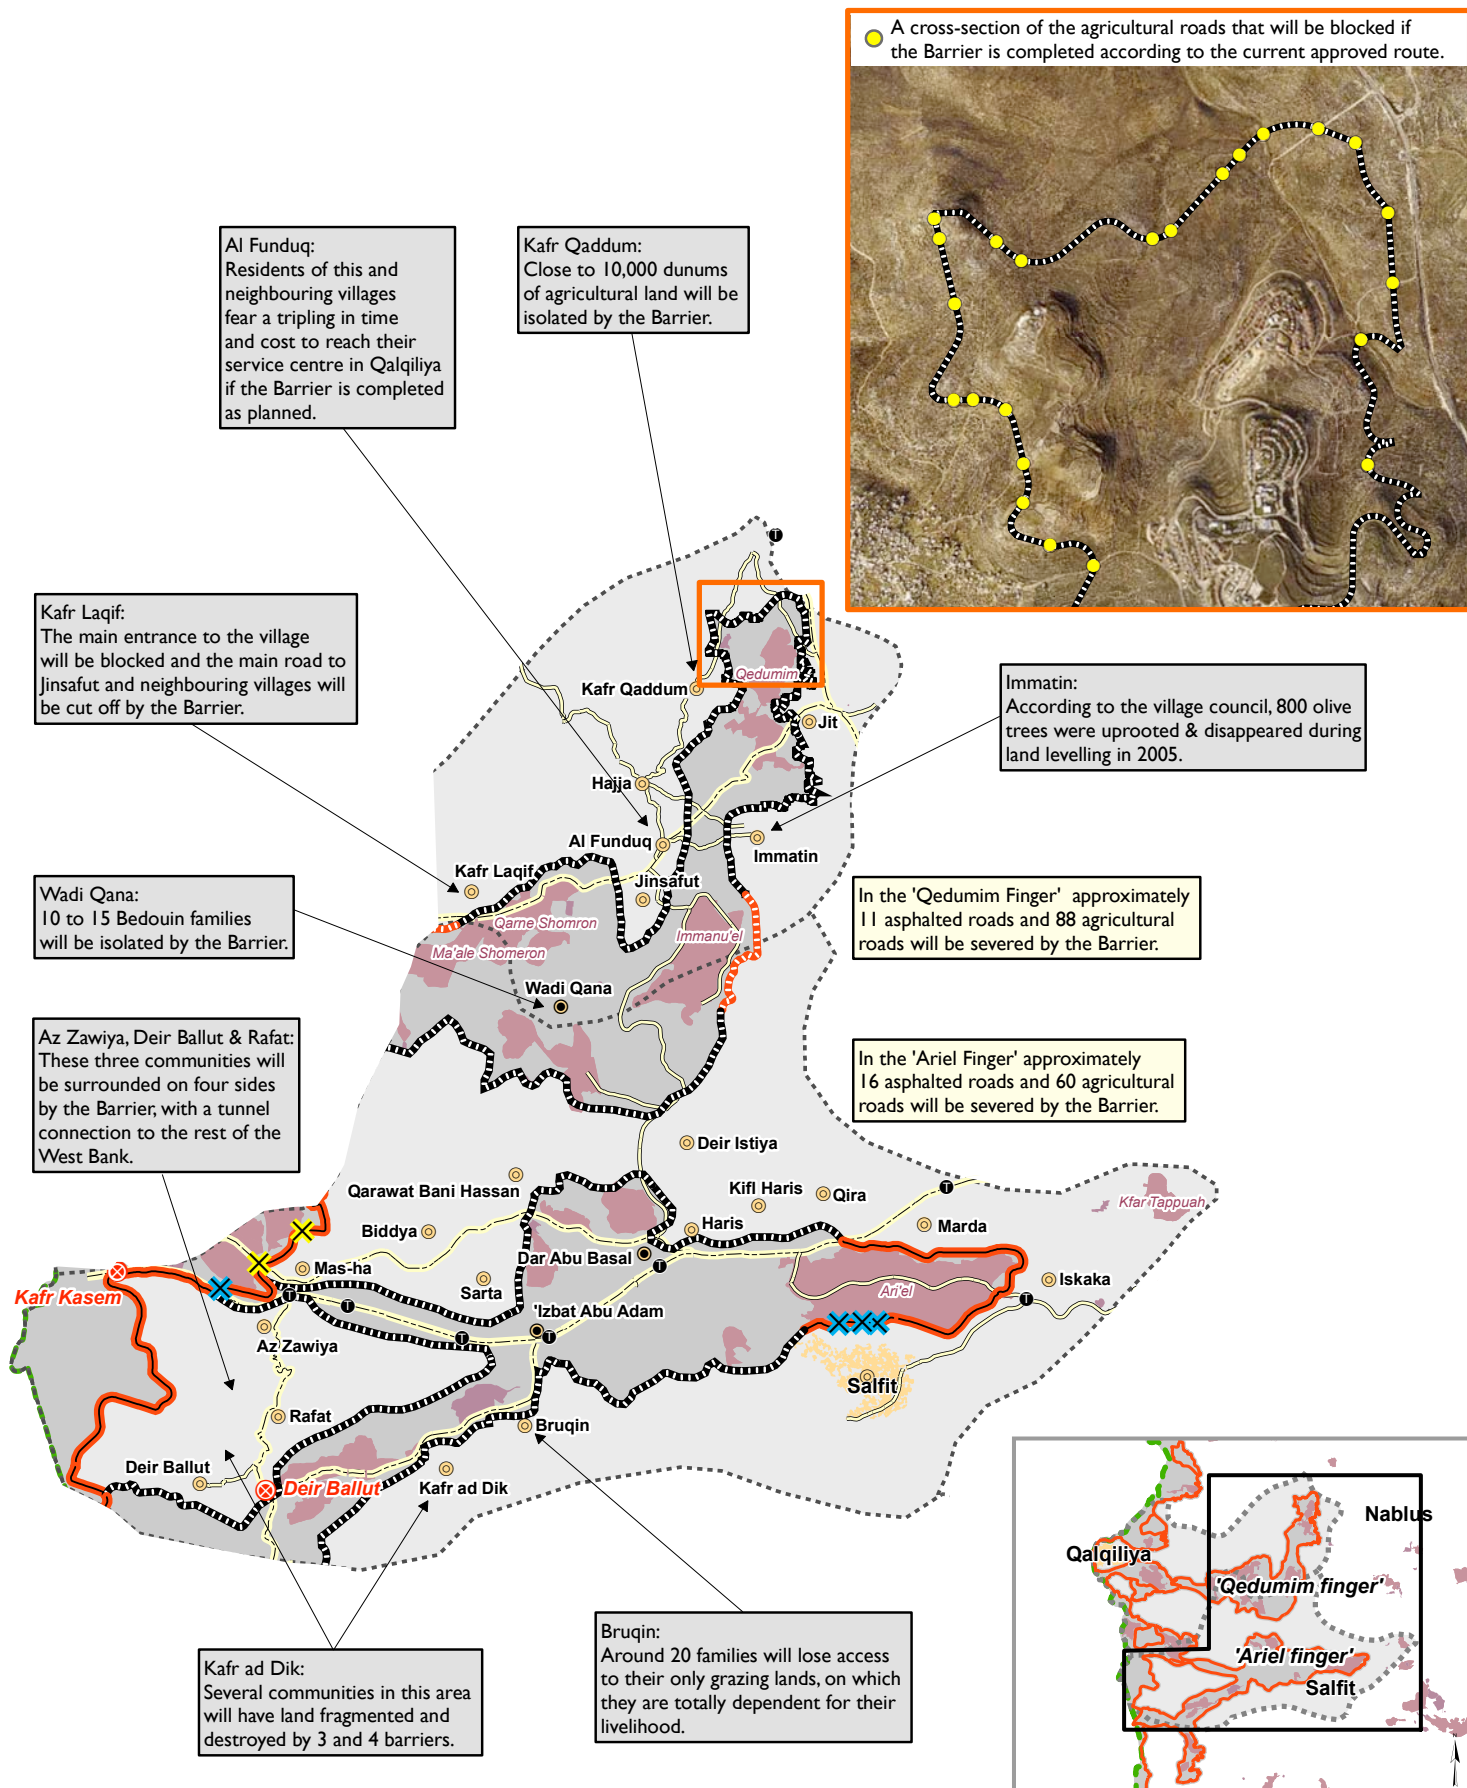 A cross-section of the agricultural roads that will be blocked if
the Barrier is completed according to the current approved route.
Al Funduq:
Residents of this and
neighbouring villages
fear a tripling in time
and cost to reach their
service centre in Qalqiliya
if the Barrier is completed
as planned.
Kafr Qaddum:
Close to 10,000 dunums
of agricultural land will be
isolated by the Barrier.
T
Kafr Laqif:
The main entrance to the village
will be blocked and the main road to
Jinsafut and neighbouring villages will
be cut off by the Barrier.
Immatin:
According to the village council, 800 olive
trees were uprooted & disappeared during
land levelling in 2005.
Qedumim
Kafr Qaddum
Jit
Hajja
Al Funduq
Immatin
Kafr Laqif
Jinsafut
Wadi Qana:
10 to 15 Bedouin families
will be isolated by the Barrier.
Qarne Shomron
Immanu'el
Ma'ale Shomeron
Wadi Qana
In the 'Qedumim Finger' approximately
11 asphalted roads and 88 agricultural
roads will be severed by the Barrier.
Az Zawiya, Deir Ballut & Rafat:
These three communities will
be surrounded on four sides
by the Barrier, with a tunnel
connection to the rest of the
West Bank.
In the 'Ariel Finger' approximately
16 asphalted roads and 60 agricultural
roads will be severed by the Barrier.
Deir Istiya
Qarawat Bani Hassan
Kifl Haris
Qira
T
Kfar Tappuah
Biddya
Haris
Marda
Dar Abu Basal
T
Mas-ha
Kafr Kasem
Sarta
Ari'el
Iskaka
T
T
T
'Izbat Abu Adam
T
T
Az Zawiya
Salfit
Rafat
Bruqin
Deir Ballut
Deir Ballut
Kafr ad Dik
Kafr ad Dik:
Several communities in this area
will have land fragmented and
destroyed by 3 and 4 barriers.
Bruqin:
Around 20 families will lose access
to their only grazing lands, on which
they are totally dependent for their
livelihood.
Nablus
Qalqiliya
'Qedumim finger'
'Ariel finger'
Salfit
N